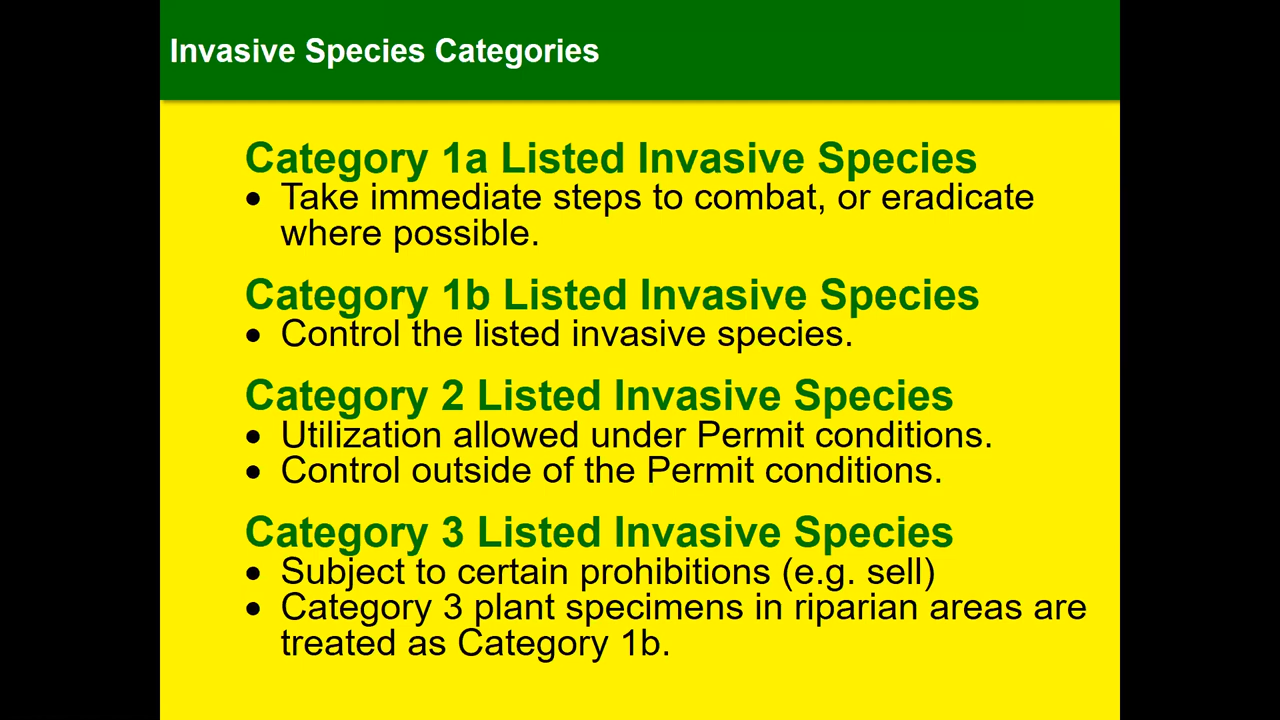 Invasive Species Categories
Category 1a Listed Invasive Species
• Take immediate steps to combat, or eradicate
where possible.
Category 1b Listed Invasive Species
• Control the listed invasive species.
Category 2 Listed Invasive Species
• Utilization allowed under Permit conditions.
• Control outside of the Permit conditions.
Category 3 Listed Invasive Species
• Subject to certain prohibitions (e.g. sell)
• Category 3 plant specimens in riparian areas are
treated as Category 1b.